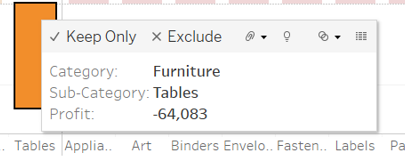 Keep Only Exclude
Category: Furniture
Sub-Category: Tables
Profit: -64,083
.. Tables Applia.. Art Binders Envelo.. Fasten.. Labels Pa